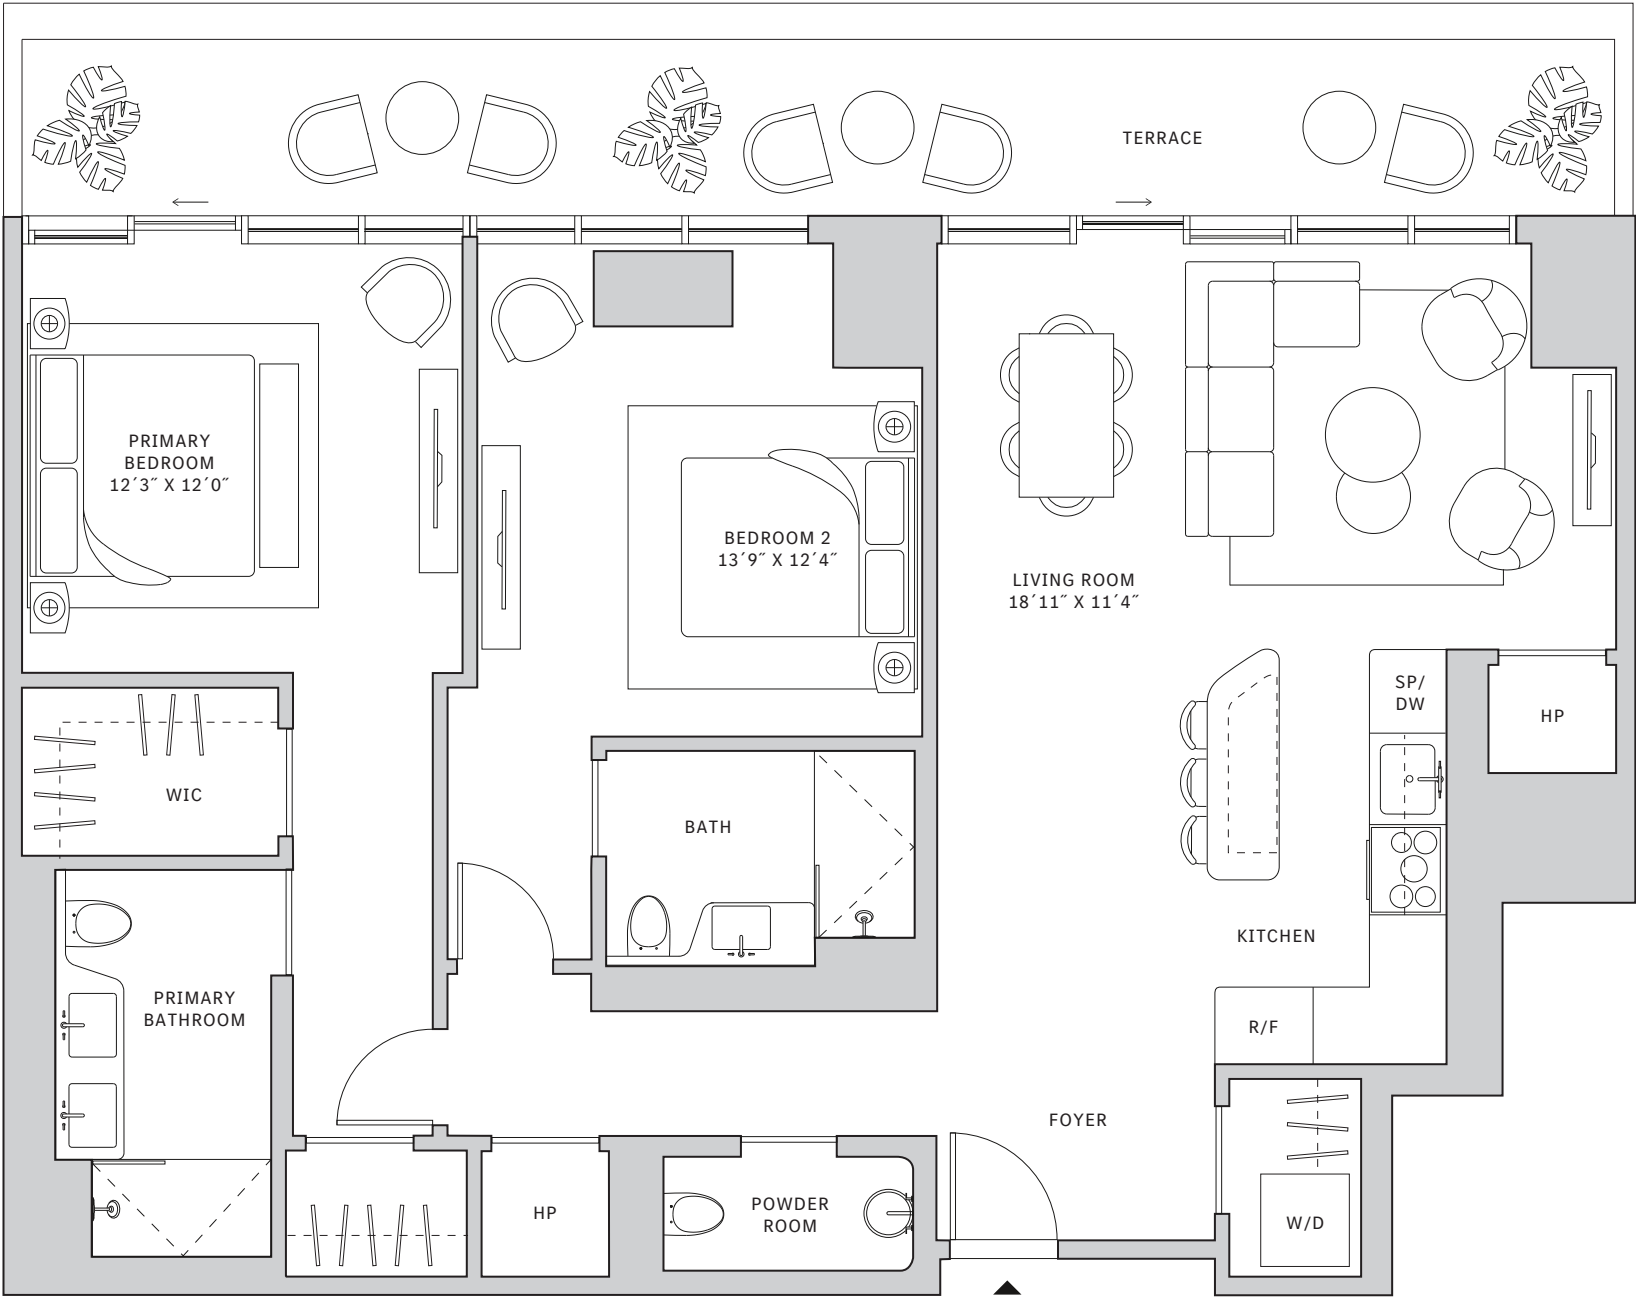 TERRACE
PRIMARY
BEDROOM
12´3˝ X 12´0˝
BEDROOM 2
13´9˝ X 12´4˝
LIVING ROOM
18´11˝ X 11´4˝
SP/
DW
HP
WIC
BATH
KITCHEN
PRIMARY
BATHROOM
R/F
FOYER
HP
POWDER
ROOM
W/D